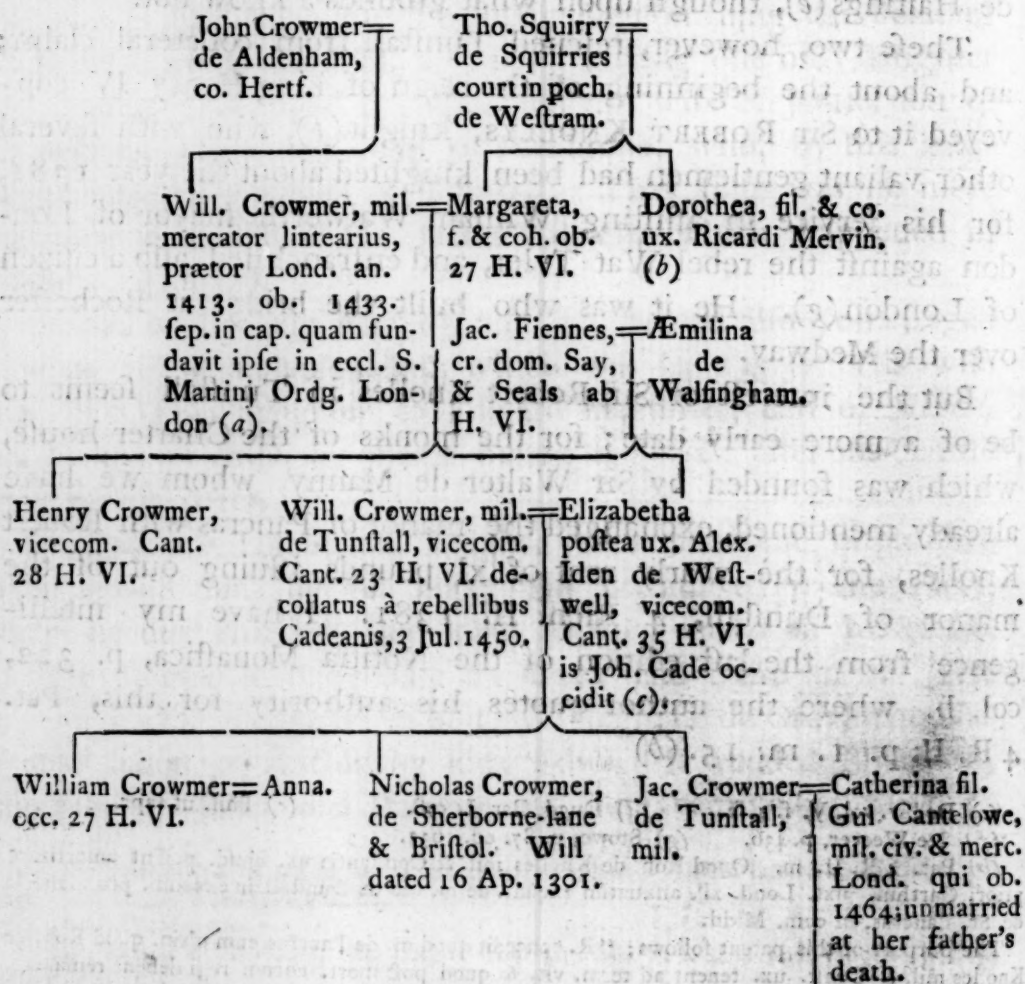 John Crowmer=
de Aldenham,
co. Hertf.
Tho. Squirry =
de Squirries
court in poch.
de Weſtram.
Will. Crowmer, mil.=Margareta,
mercator lintearius,
prætor Lond. an.
1413. ob. 1433.
ſep. in cap. quam fun-
davit ipſe in eccl. S.
Martinj Ordg. Lon-
don (a).
f. & coh. ob.
27 H. VI.
Dorothea, fil. & co.
ux. Ricardi Mervin.
(b)
Jac. Fiennes,=Æmilina
cr. dom. Say,
& Seals ab
H. VI.
de
Walſingham.
Henry Crowmer,
vicecom. Cant.
28 H. VI.
Will. Crowmer, mil.=Elizabetha
de Tunſtall, vicecom.
Cant. 23 H. VI. de-
collatus à rebellibus
Cadeanis, 3 Jul. 1450.
poſtea ux. Alex.
Iden de Weſt-
well, vicecom.
Cant. 35 H. VI.
is Joh. Cade oc-
cidit (c).
William Crowmer=Anna.
occ. 27 H. VI.
Nicholas Crowmer,
de Sherborne-lane
& Briſtol. Will
dated 16 Ap. 1301.
Jac. Crowmer=Catherina fil.
de Tunſtall,
mil.
Gul Cantelowe,
mil. civ. & merc.
Lond. qui ob.
1464; unmarried
at her father's
death.